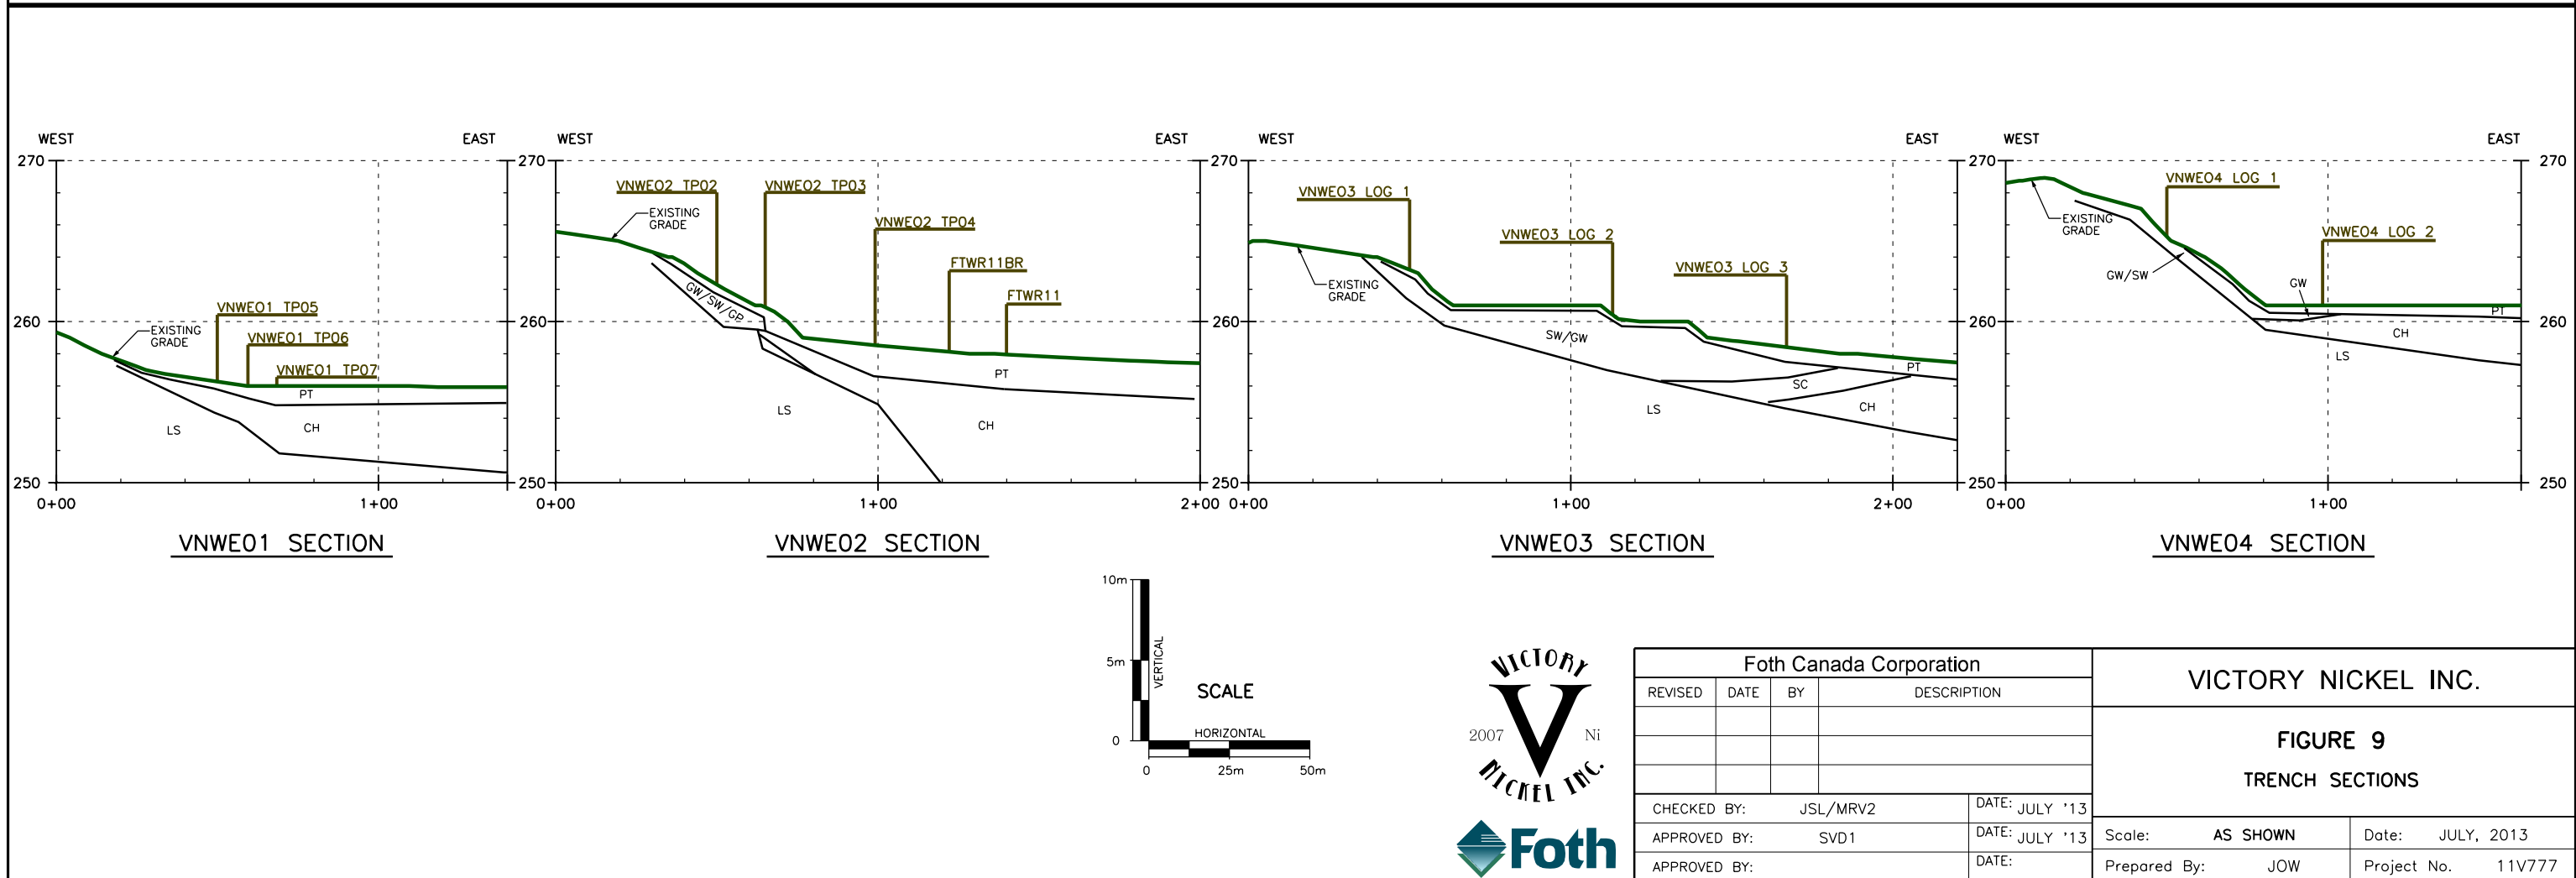 WEST
EAST
WEST
EAST
WEST
EAST
WEST
EAST
270
270
270
270
270
260
260
260
260
260
250
250
250
250
250
VNWE01 TP05
VNWE01 TP06
VNWE01 TP07
EXISTING
GRADE
PT
LS
CH
0+00
1+00
VNWE01 SECTION
VNWE02 TP02
VNWE02 TP03
VNWE02 TP04
FTWR11BR
FTWR11
EXISTING
GRADE
GW/SW/GP
PT
LS
CH
0+00
1+00
2+00
VNWE02 SECTION
VNWE03 LOG 1
VNWE03 LOG 2
VNWE03 LOG 3
EXISTING
GRADE
SW/GW
PT
SC
LS
CH
0+00
1+00
2+00
VNWE03 SECTION
VNWE04 LOG 1
VNWE04 LOG 2
EXISTING
GRADE
GW/SW
GW
PT
CH
LS
0+00
1+00
VNWE04 SECTION
10m
5m
0
VERTICAL
SCALE
HORIZONTAL
0
25m
50m
VICTORY
2007
V
Ni
NICKEL INC.
Foth
Foth Canada Corporation
REVISED
DATE
BY
DESCRIPTION
CHECKED BY: JSL/MRV2
DATE: JULY '13
APPROVED BY: SVD1
DATE: JULY '13
APPROVED BY:
DATE:
VICTORY NICKEL INC.
FIGURE 9
TRENCH SECTIONS
Scale: AS SHOWN
Date: JULY, 2013
Prepared By: JOW
Project No. 11V777